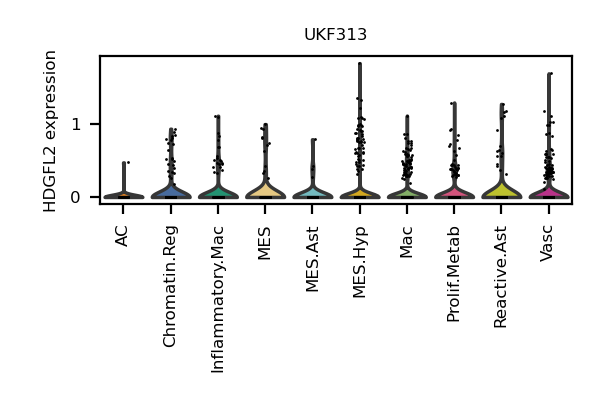 UKF313
HDGFL2 expression
1
0
AC
Chromatin.Reg
Inflammatory.Mac
MES
MES.Ast
MES.Hyp
Mac
Prolif.Metab
Reactive.Ast
Vasc